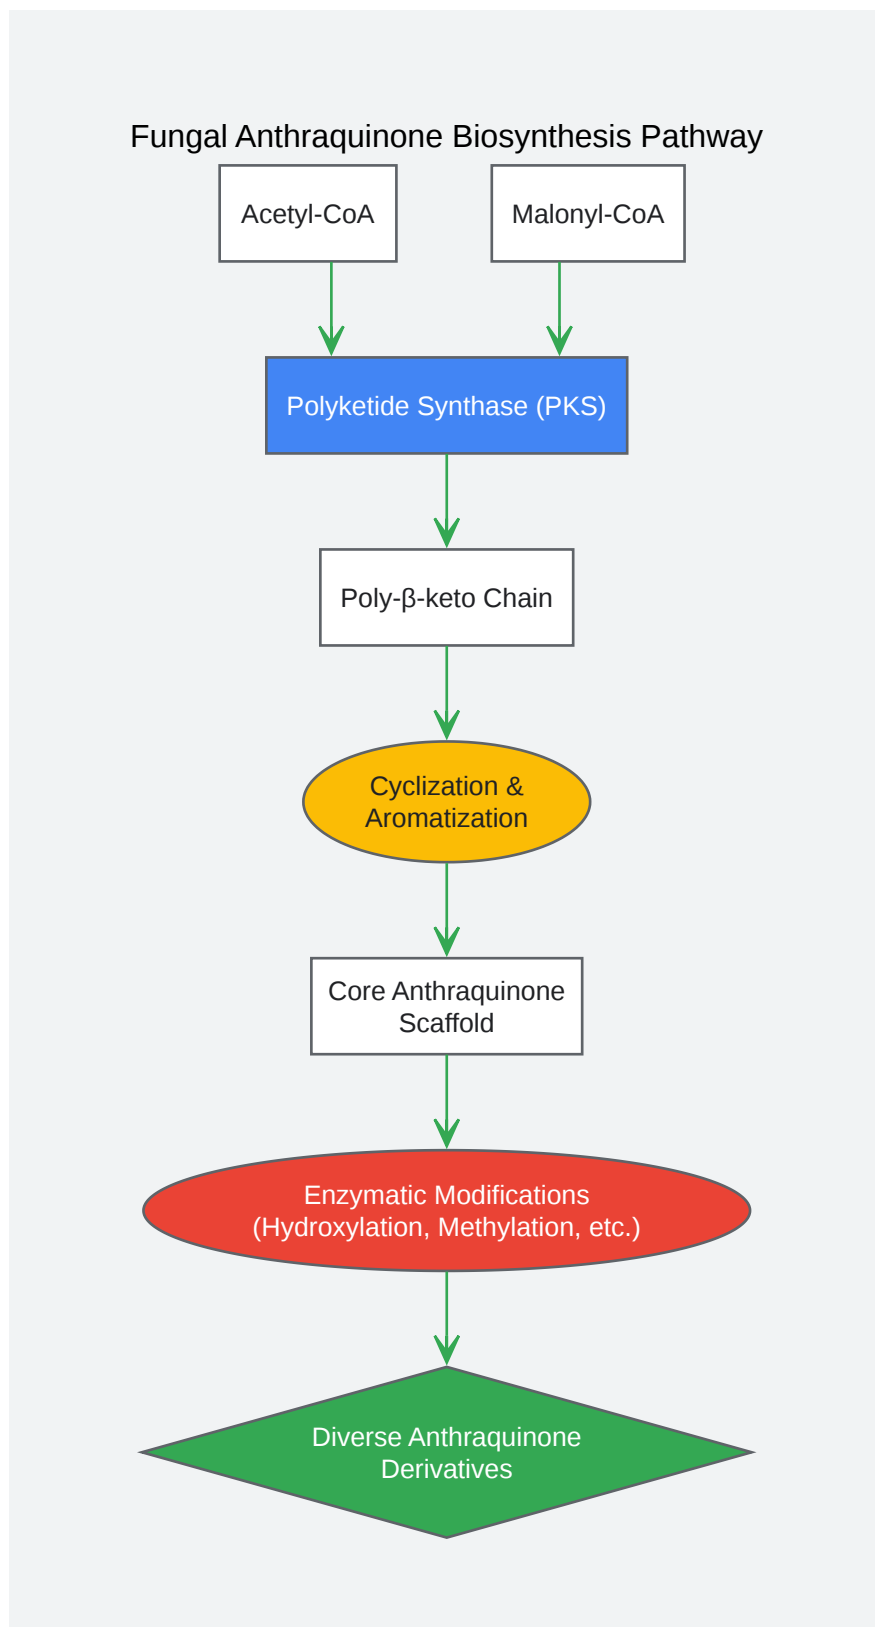 Fungal Anthraquinone Biosynthesis Pathway
Acetyl-CoA
Malonyl-CoA
Polyketide Synthase (PKS)
Poly-β-keto Chain
Cyclization &
Aromatization
Core Anthraquinone
Scaffold
Enzymatic Modifications
(Hydroxylation, Methylation, etc.)
Diverse Anthraquinone
Derivatives